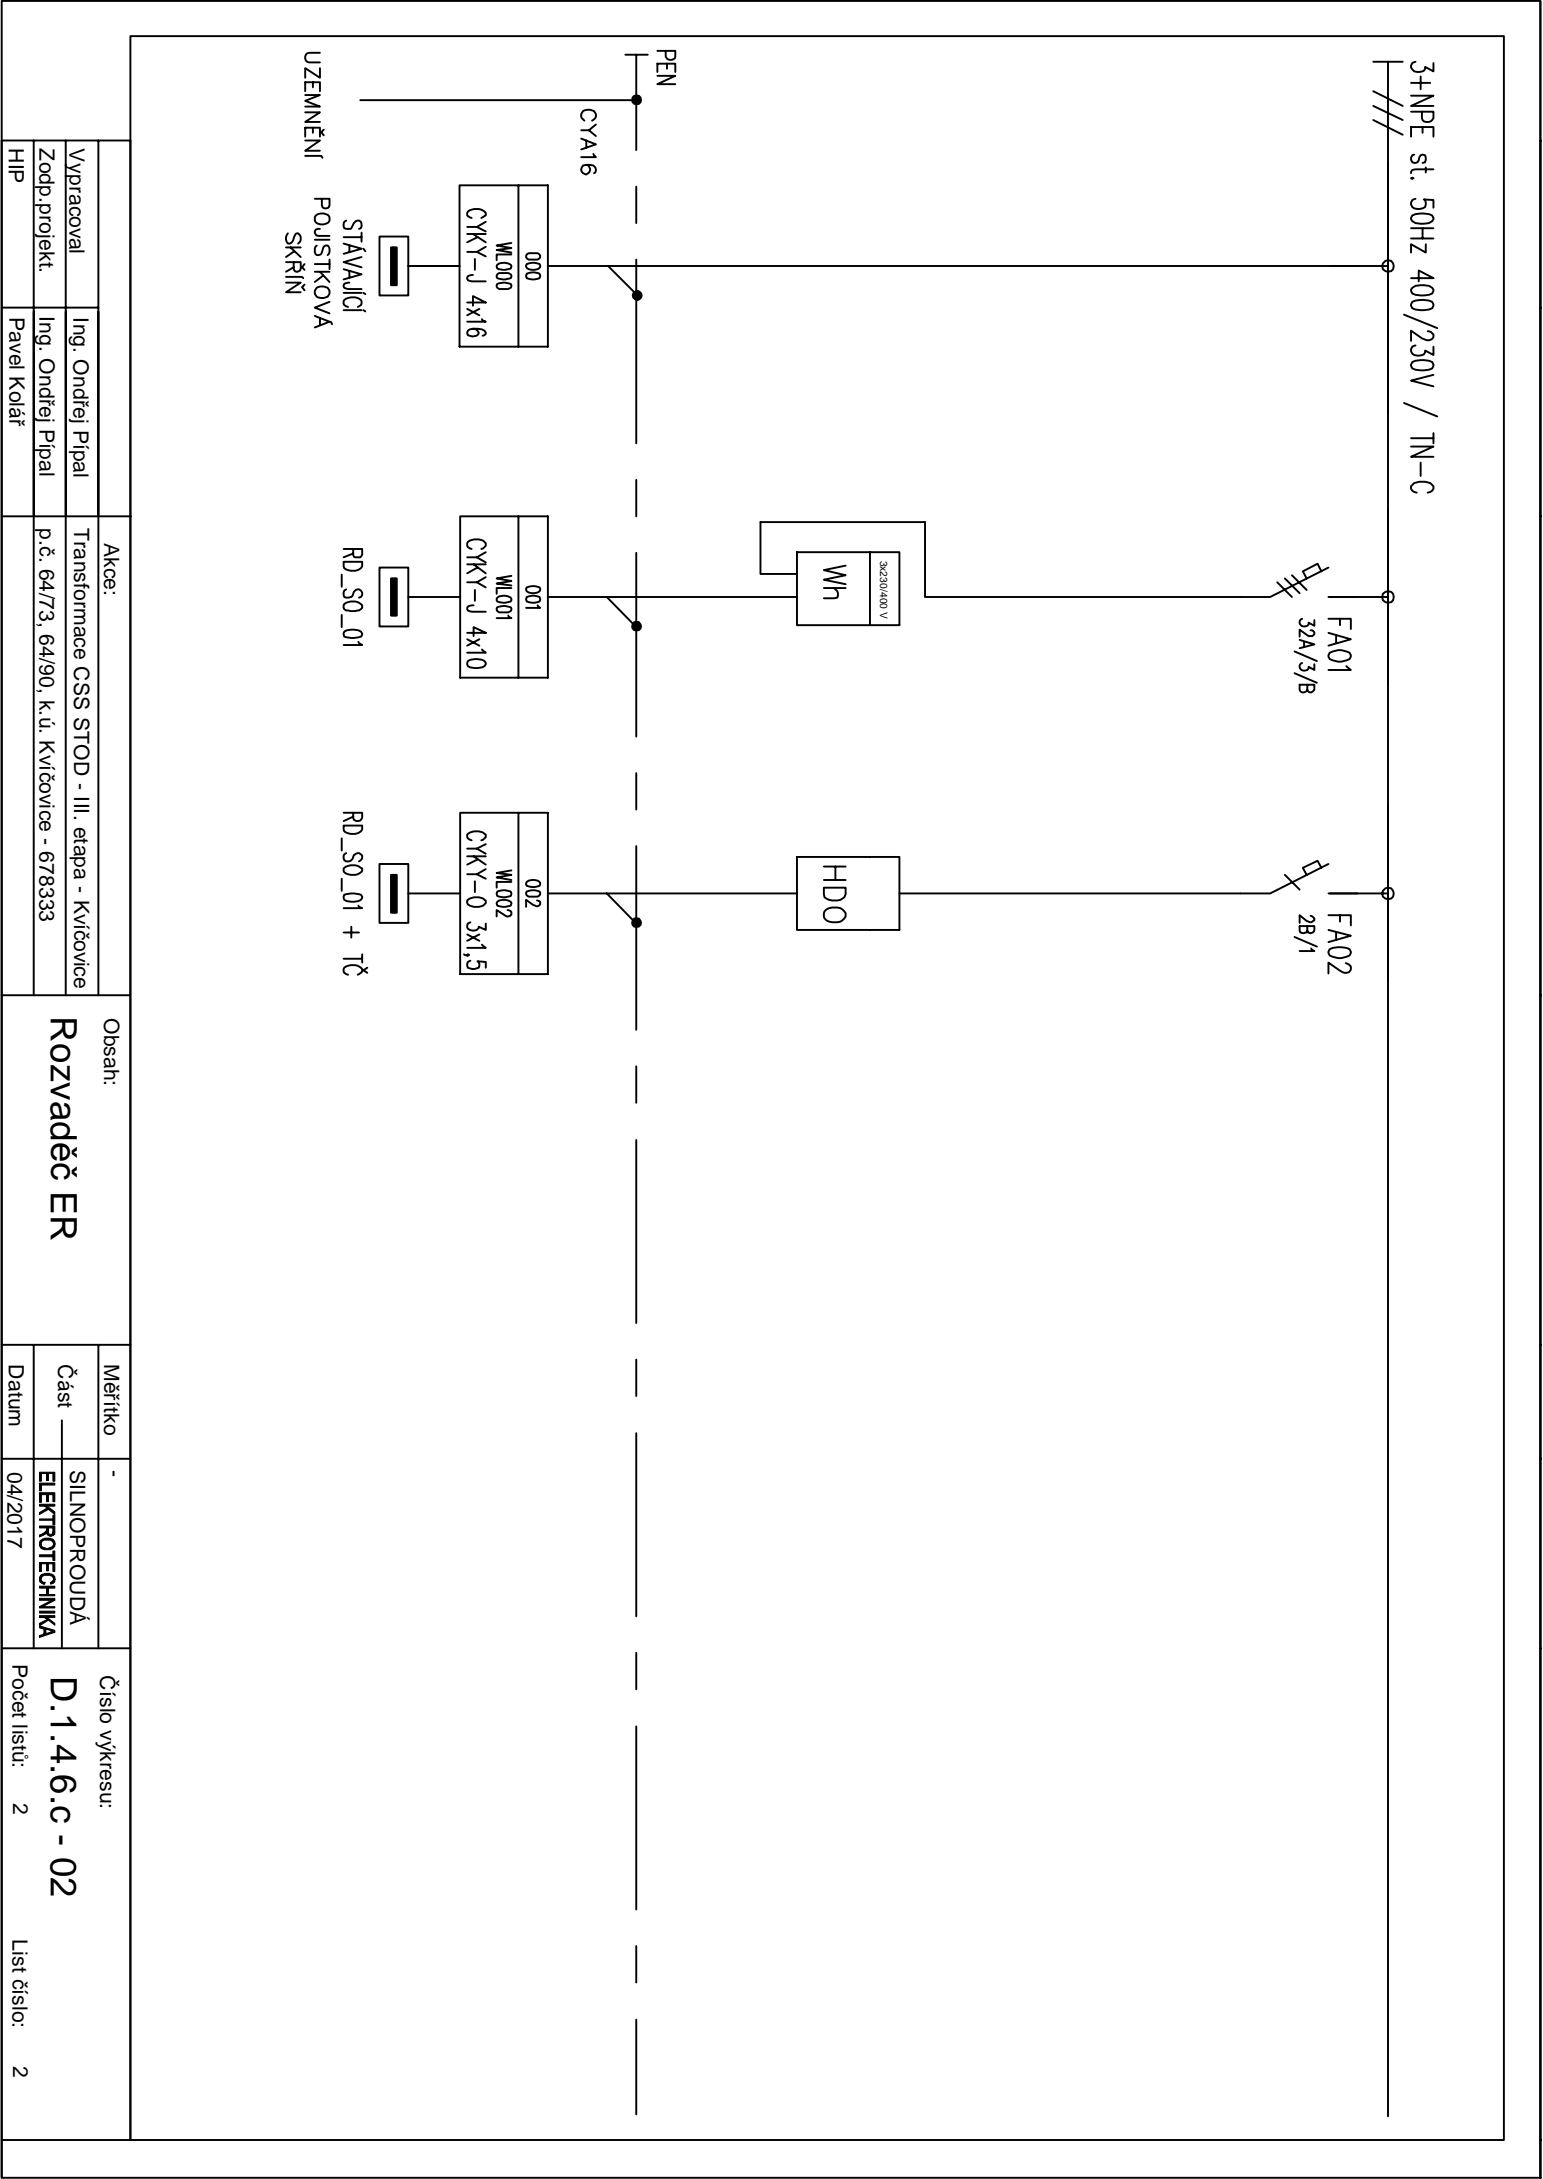 3+NPE st. 50Hz 400/230V / TN-C
FA01
32A/3/B
FA02
2B/1
3x230/400 V
Wh
HDO
PEN
CYA16
UZEMNĚNÍ
000
WL000
CYKY-J 4x16
STÁVAJÍCÍ
POJISTKOVÁ
SKŘÍŇ
001
WL001
CYKY-J 4x10
RD_SO_01
002
WL002
CYKY-O 3x1,5
RD_SO_01 + TČ
Vypracoval
Ing. Ondřej Pípal
Zodp.projekt.
Ing. Ondřej Pípal
HIP
Pavel Kolář
Akce:
Transformace CSS STOD - III. etapa - Kvíčovice
p.č. 64/73, 64/90, k.ú. Kvíčovice - 678333
Obsah:
Rozvaděč ER
Měřítko
-
Část
SILNOPROUDÁ
ELEKTROTECHNIKA
Datum
04/2017
Číslo výkresu:
D.1.4.6.c - 02
Počet listů: 2
List číslo: 2